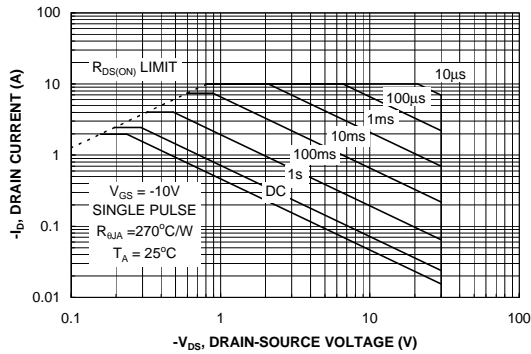 100
10
1
0.1
0.01
0.1
1
10
100
-I_D, DRAIN CURRENT (A)
-V_DS, DRAIN-SOURCE VOLTAGE (V)
R_DS(ON) LIMIT
10μs
100μs
1ms
10ms
100ms
1s
DC
V_GS = -10V
SINGLE PULSE
R_θJA =270°C/W
T_A = 25°C